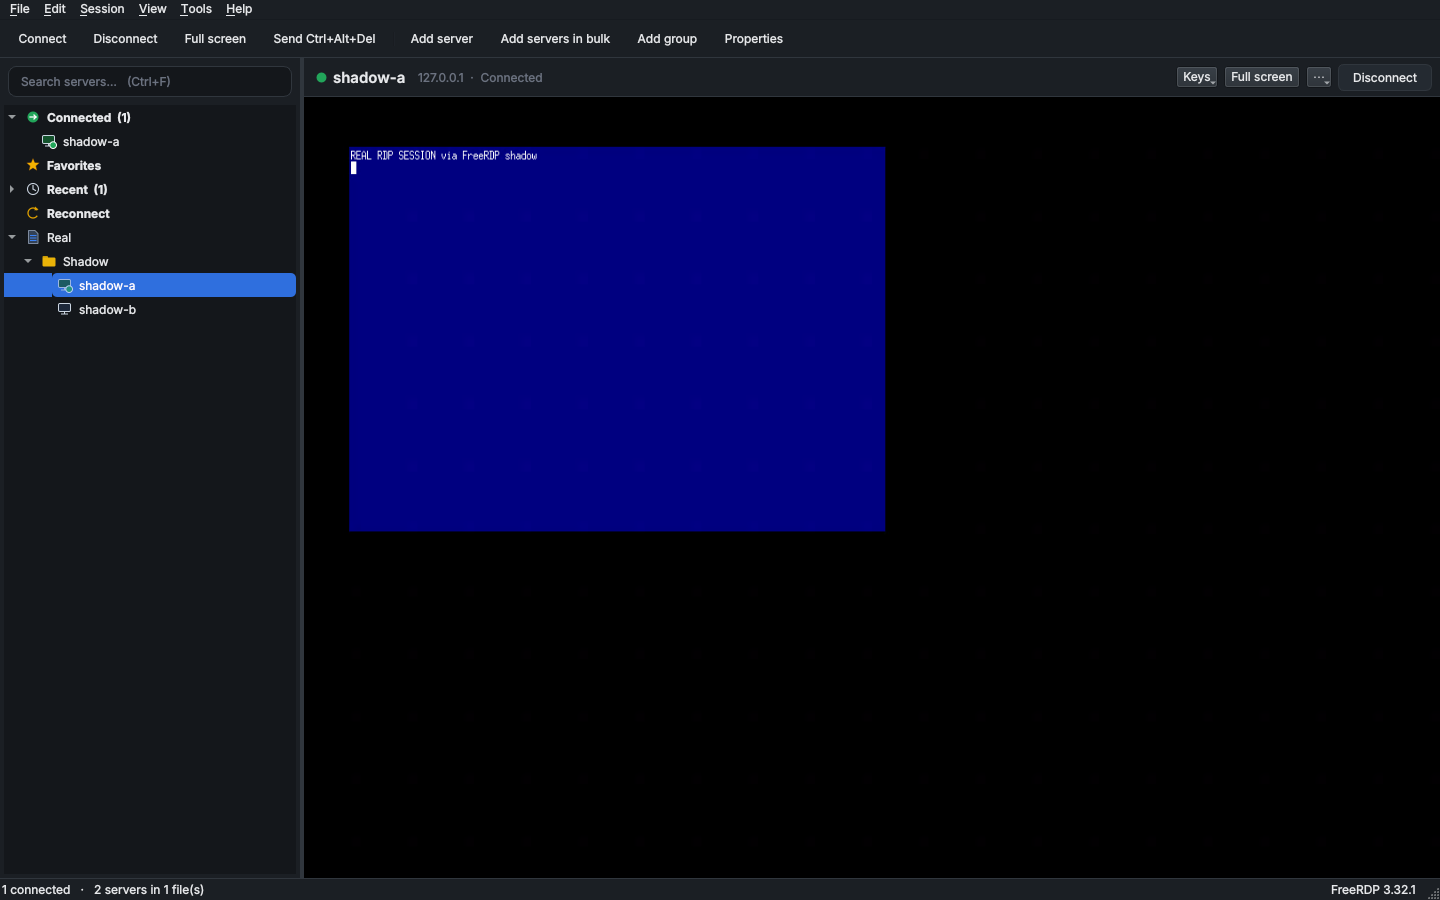 File Edit Session View Tools Help
Connect Disconnect Full screen Send Ctrl+Alt+Del Add server Add servers in bulk Add group Properties
Search servers... (Ctrl+F)
shadow-a 127.0.0.1 · Connected Keys Full screen ... Disconnect
Connected (1)
shadow-a
Favorites
Recent (1)
Reconnect
Real
Shadow
shadow-a
shadow-b
REAL RDP SESSION via FreeRDP shadow
1 connected · 2 servers in 1 file(s) FreeRDP 3.32.1